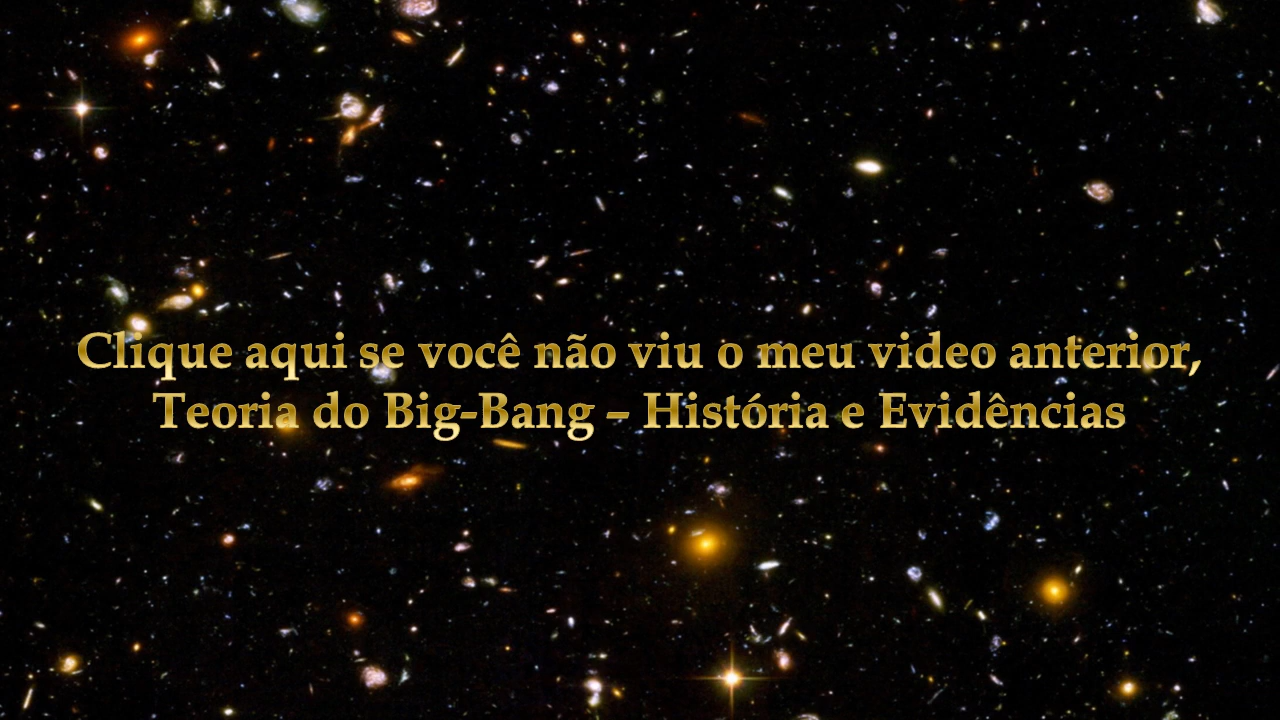 Clique aqui se você não viu o meu video anterior,
Teoria do Big-Bang – História e Evidências